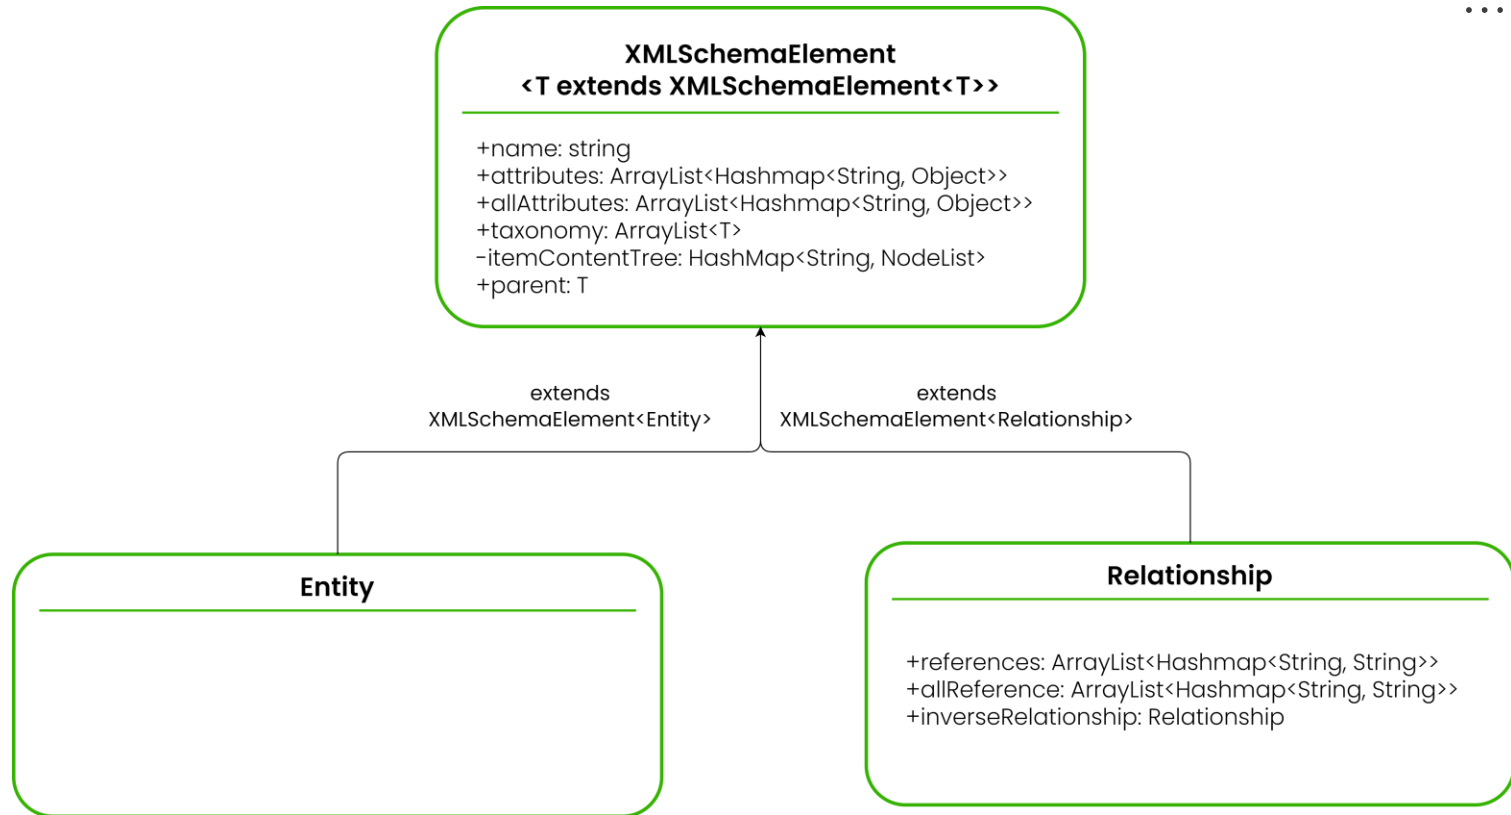 XMLSchemaElement
<T extends XMLSchemaElement<T>>
+name: string
+attributes: ArrayList<Hashmap<String, Object>>
+allAttributes: ArrayList<Hashmap<String, Object>>
+taxonomy: ArrayList<T>
-itemContentTree: HashMap<String, NodeList>
+parent: T
extends
XMLSchemaElement<Entity>
extends
XMLSchemaElement<Relationship>
Entity
Relationship
+references: ArrayList<Hashmap<String, String>>
+allReference: ArrayList<Hashmap<String, String>>
+inverseRelationship: Relationship